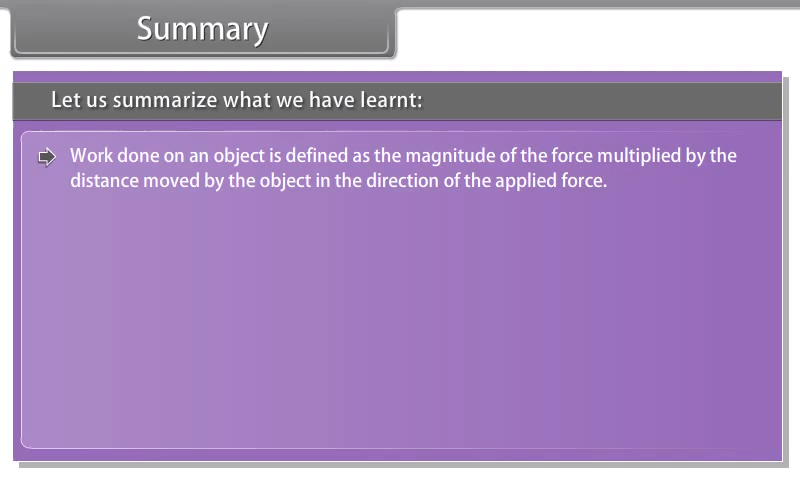 Summary
Let us summarize what we have learnt:
Work done on an object is defined as the magnitude of the force multiplied by the
distance moved by the object in the direction of the applied force.